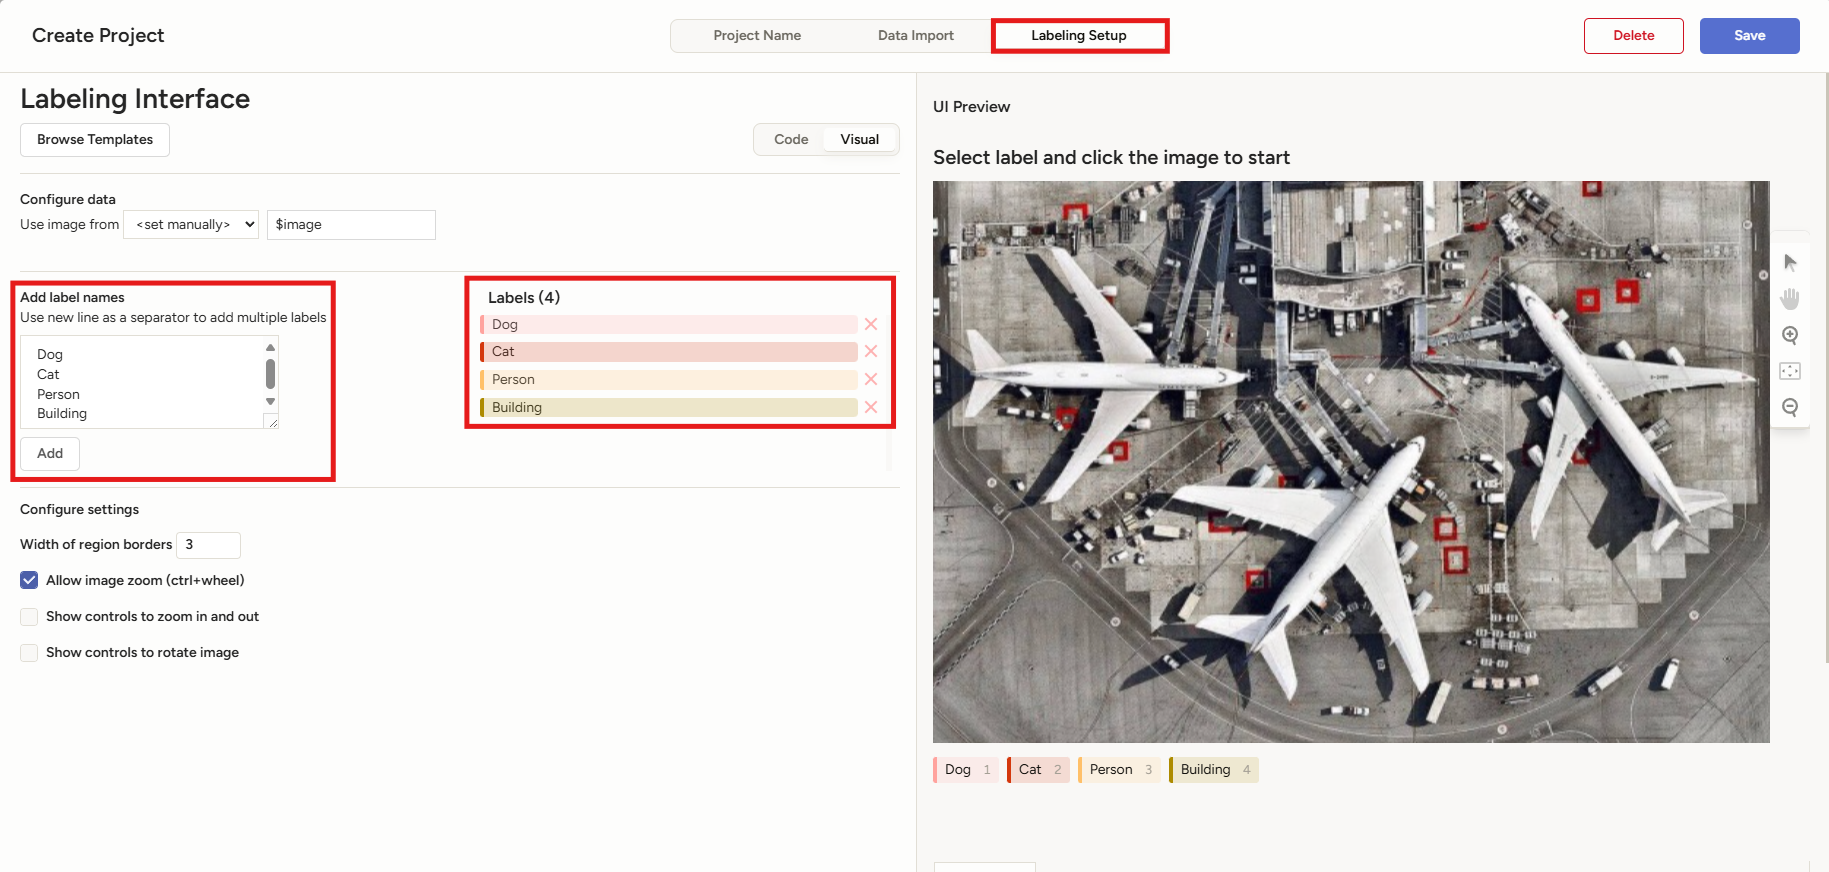 Create Project
Project Name
Data Import
Labeling Setup
Delete
Save
Labeling Interface
Browse Templates
Code
Visual
Configure data
Use image from
<set manually>
$image
Add label names
Use new line as a separator to add multiple labels
Dog
Cat
Person
Building
Add
Labels (4)
Dog
Cat
Person
Building
Configure settings
Width of region borders
3
Allow image zoom (ctrl+wheel)
Show controls to zoom in and out
Show controls to rotate image
UI Preview
Select label and click the image to start
Dog 1
Cat 2
Person 3
Building 4